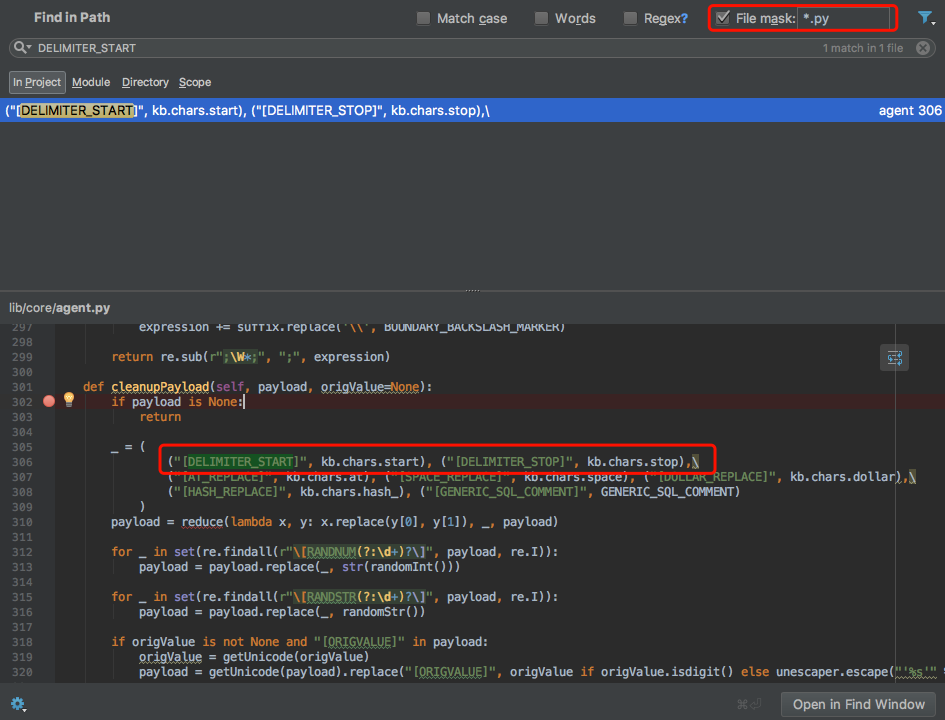 Find in Path
Match case Words Regex? File mask: *.py
DELIMITER_START 1 match in 1 file
In Project Module Directory Scope
("[DELIMITER_START]", kb.chars.start), ("[DELIMITER_STOP]", kb.chars.stop),\ agent 306
lib/core/agent.py
297 expression += suffix.replace('\\', BOUNDARY_BACKSLASH_MARKER)
298
299 return re.sub(r";\W*;", ";", expression)
300
301 def cleanupPayload(self, payload, origValue=None):
302 if payload is None:
303 return
304
305 _ = (
306 ("[DELIMITER_START]", kb.chars.start), ("[DELIMITER_STOP]", kb.chars.stop),\
307 ("[AT_REPLACE]", kb.chars.at), ("[SPACE_REPLACE]", kb.chars.space), ("[DOLLAR_REPLACE]", kb.chars.dollar),\
308 ("[HASH_REPLACE]", kb.chars.hash_), ("[GENERIC_SQL_COMMENT]", GENERIC_SQL_COMMENT)
309 )
310 payload = reduce(lambda x, y: x.replace(y[0], y[1]), _, payload)
311
312 for _ in set(re.findall(r"\[RANDNUM(?:\d+)?\]", payload, re.I)):
313 payload = payload.replace(_, str(randomInt()))
314
315 for _ in set(re.findall(r"\[RANDSTR(?:\d+)?\]", payload, re.I)):
316 payload = payload.replace(_, randomStr())
317
318 if origValue is not None and "[ORIGVALUE]" in payload:
319 origValue = getUnicode(origValue)
320 payload = getUnicode(payload).replace("[ORIGVALUE]", origValue if origValue.isdigit() else unescaper.escape("'%s'"
⌘⏎ Open in Find Window